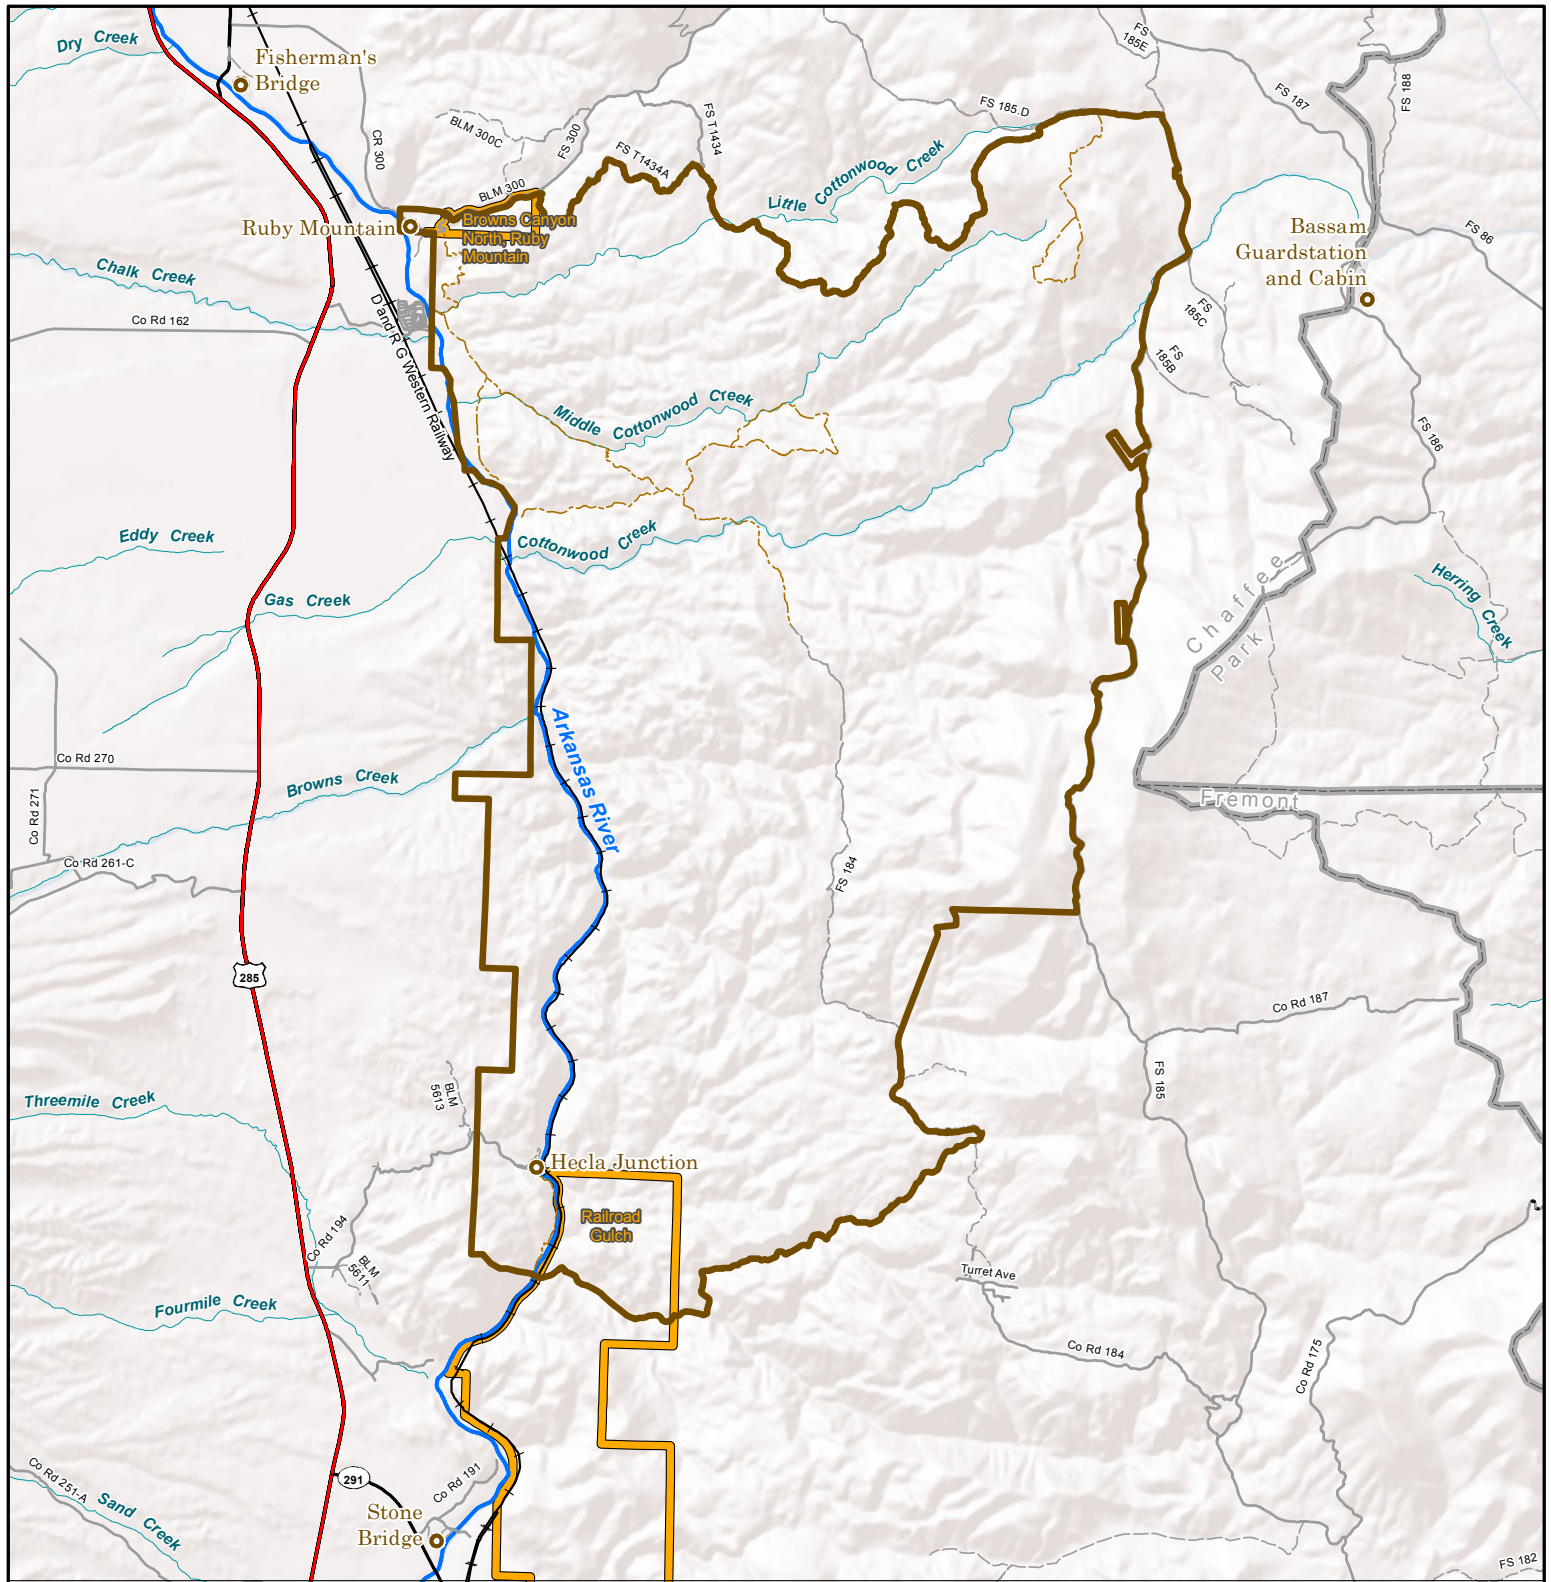 Dry Creek
Fisherman's
Bridge
FS
185E
FS 187
FS 188
CR 300
BLM 300C
FS 300
FS T1434
FS 185.D
FS T1434A
BLM 300
Little Cottonwood Creek
Ruby Mountain
Browns Canyon
North, Ruby
Mountain
Bassam
Guardstation
and Cabin
FS 86
Chalk Creek
Co Rd 162
D and R G Western Railway
FS
185C
FS
185B
FS 186
Middle Cottonwood Creek
Eddy Creek
Cottonwood Creek
Gas Creek
Chaffee
Park
Herring Creek
Arkansas River
Co Rd 270
Browns Creek
Co Rd 271
Fremont
Co Rd 261-C
FS 184
285
Co Rd 187
Threemile Creek
BLM
5613
FS 185
Hecla Junction
Railroad
Gulch
Co Rd 194
BLM
5611
Turret Ave
Fourmile Creek
Co Rd 184
Co Rd 175
Co Rd 251-A
Sand Creek
291
Co Rd 191
Stone
Bridge
FS 182